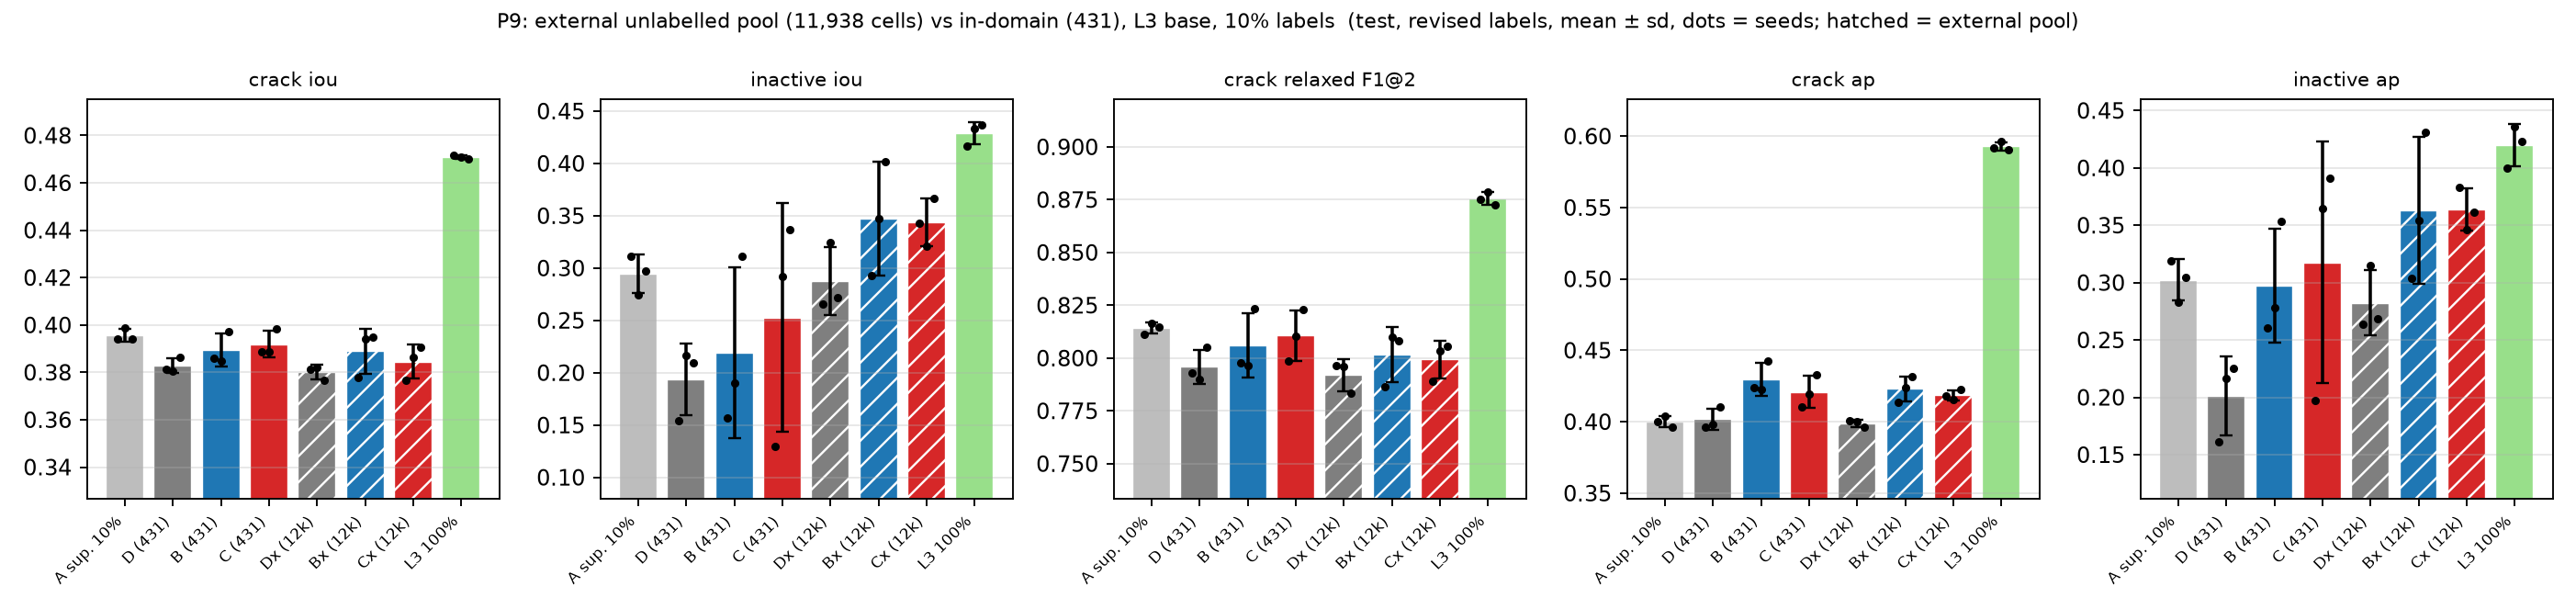 P9: external unlabelled pool (11,938 cells) vs in-domain (431), L3 base, 10% labels  (test, revised labels, mean ± sd, dots = seeds; hatched = external pool)
crack iou
0.48
0.46
0.44
0.42
0.40
0.38
0.36
0.34
A sup. 10%
D (431)
B (431)
C (431)
Dx (12k)
Bx (12k)
Cx (12k)
L3 100%
inactive iou
0.45
0.40
0.35
0.30
0.25
0.20
0.15
0.10
A sup. 10%
D (431)
B (431)
C (431)
Dx (12k)
Bx (12k)
Cx (12k)
L3 100%
crack relaxed F1@2
0.900
0.875
0.850
0.825
0.800
0.775
0.750
A sup. 10%
D (431)
B (431)
C (431)
Dx (12k)
Bx (12k)
Cx (12k)
L3 100%
crack ap
0.60
0.55
0.50
0.45
0.40
0.35
A sup. 10%
D (431)
B (431)
C (431)
Dx (12k)
Bx (12k)
Cx (12k)
L3 100%
inactive ap
0.45
0.40
0.35
0.30
0.25
0.20
0.15
A sup. 10%
D (431)
B (431)
C (431)
Dx (12k)
Bx (12k)
Cx (12k)
L3 100%